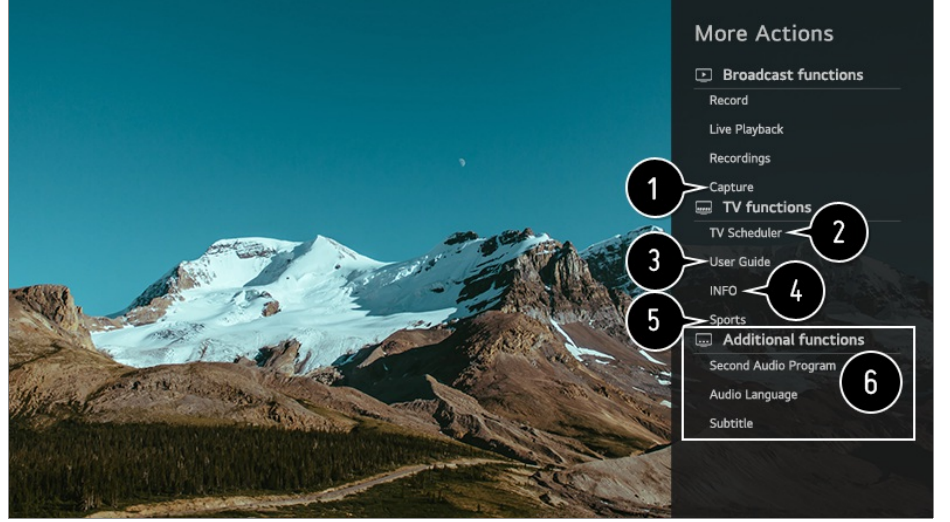 More Actions
Broadcast functions
Record
Live Playback
Recordings
1
Capture
TV functions
TV Scheduler
2
3
User Guide
INFO
4
5
Sports
Additional functions
Second Audio Program
6
Audio Language
Subtitle